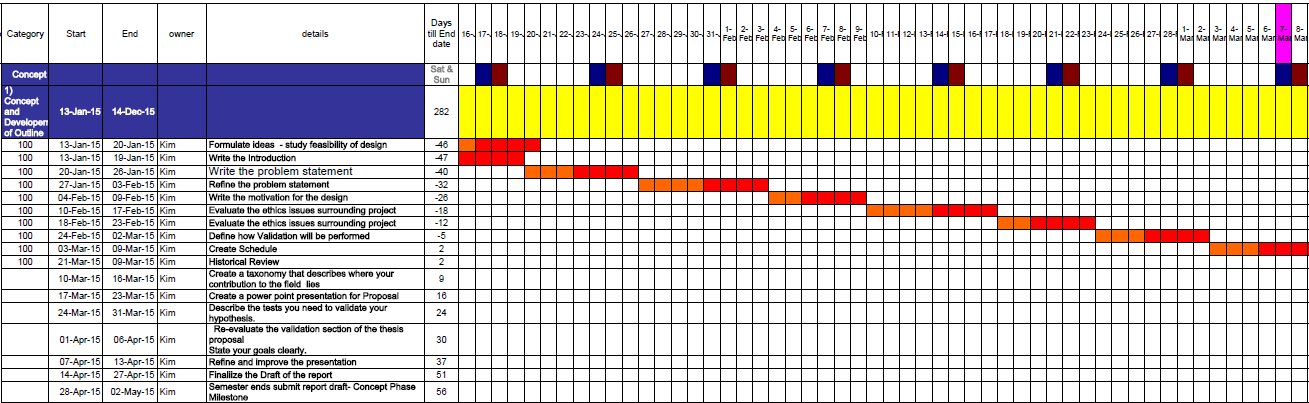 Category Start End owner details Days till End date 16- 17- 18- 19- 20- 21- 22- 23- 24- 25- 26- 27- 28- 29- 30- 31- 1-Feb 2-Feb 3-Feb 4-Feb 5-Feb 6-Feb 7-Feb 8-Feb 9-Feb 10- 11- 12- 13- 14- 15- 16- 17- 18- 19- 20- 21- 22- 23- 24- 25- 26- 27- 28- 1-Mar 2-Mar 3-Mar 4-Mar 5-Mar 6-Mar 7-Mar 8-Mar
Concept Sat & Sun
1) Concept and Developen of Outline 13-Jan-15 14-Dec-15 282
100 13-Jan-15 20-Jan-15 Kim Formulate ideas - study feasibility of design -46
100 13-Jan-15 19-Jan-15 Kim Write the Introduction -47
100 20-Jan-15 26-Jan-15 Kim Write the problem statement -40
100 27-Jan-15 03-Feb-15 Kim Refine the problem statement -32
100 04-Feb-15 09-Feb-15 Kim Write the motivation for the design -26
100 10-Feb-15 17-Feb-15 Kim Evaluate the ethics issues surrounding project -18
100 18-Feb-15 23-Feb-15 Kim Evaluate the ethics issues surrounding project -12
100 24-Feb-15 02-Mar-15 Kim Define how Validation will be performed -5
100 03-Mar-15 09-Mar-15 Kim Create Schedule 2
100 21-Mar-15 09-Mar-15 Kim Historical Review 2
10-Mar-15 16-Mar-15 Kim Create a taxonomy that describes where your contribution to the field lies 9
17-Mar-15 23-Mar-15 Kim Create a power point presentation for Proposal 16
24-Mar-15 31-Mar-15 Kim Describe the tests you need to validate your hypothesis. 24
01-Apr-15 06-Apr-15 Kim Re-evaluate the validation section of the thesis proposal State your goals clearly. 30
07-Apr-15 13-Apr-15 Kim Refine and improve the presentation 37
14-Apr-15 27-Apr-15 Kim Finallize the Draft of the report 51
28-Apr-15 02-May-15 Kim Semester ends submit report draft- Concept Phase Milestone 56